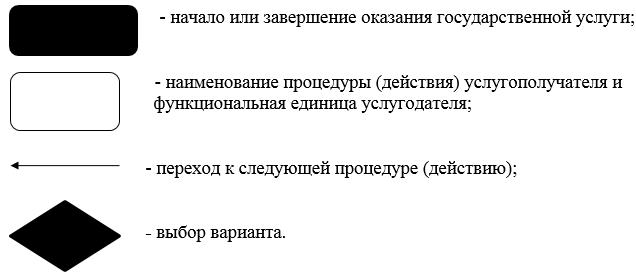 - начало или завершение оказания государственной услуги;
- наименование процедуры (действия) услугополучателя и
функциональная единица услугодателя;
- переход к следующей процедуре (действию);
- выбор варианта.